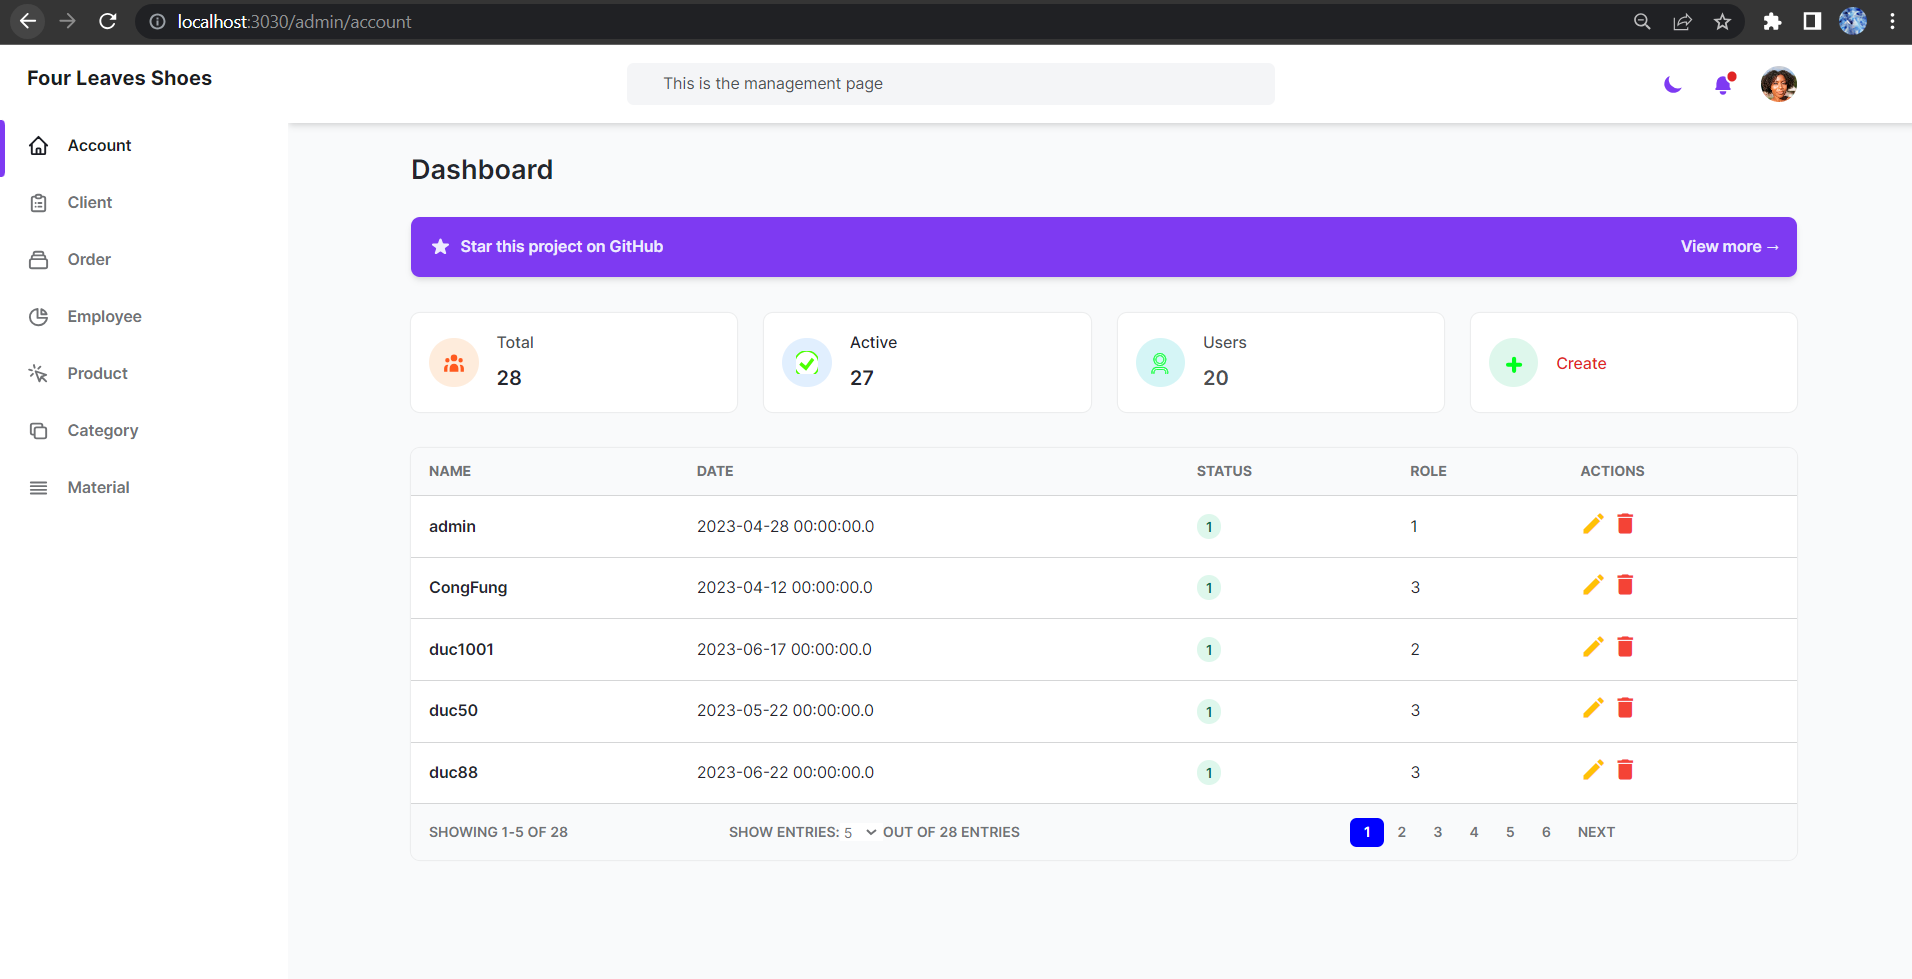 localhost:3030/admin/account
Four Leaves Shoes
This is the management page
Account
Client
Order
Employee
Product
Category
Material
Dashboard
Star this project on GitHub View more →
Total
28
Active
27
Users
20
Create
NAME DATE STATUS ROLE ACTIONS
admin 2023-04-28 00:00:00.0 1 1
CongFung 2023-04-12 00:00:00.0 1 3
duc1001 2023-06-17 00:00:00.0 1 2
duc50 2023-05-22 00:00:00.0 1 3
duc88 2023-06-22 00:00:00.0 1 3
SHOWING 1-5 OF 28 SHOW ENTRIES: 5 OUT OF 28 ENTRIES 1 2 3 4 5 6 NEXT